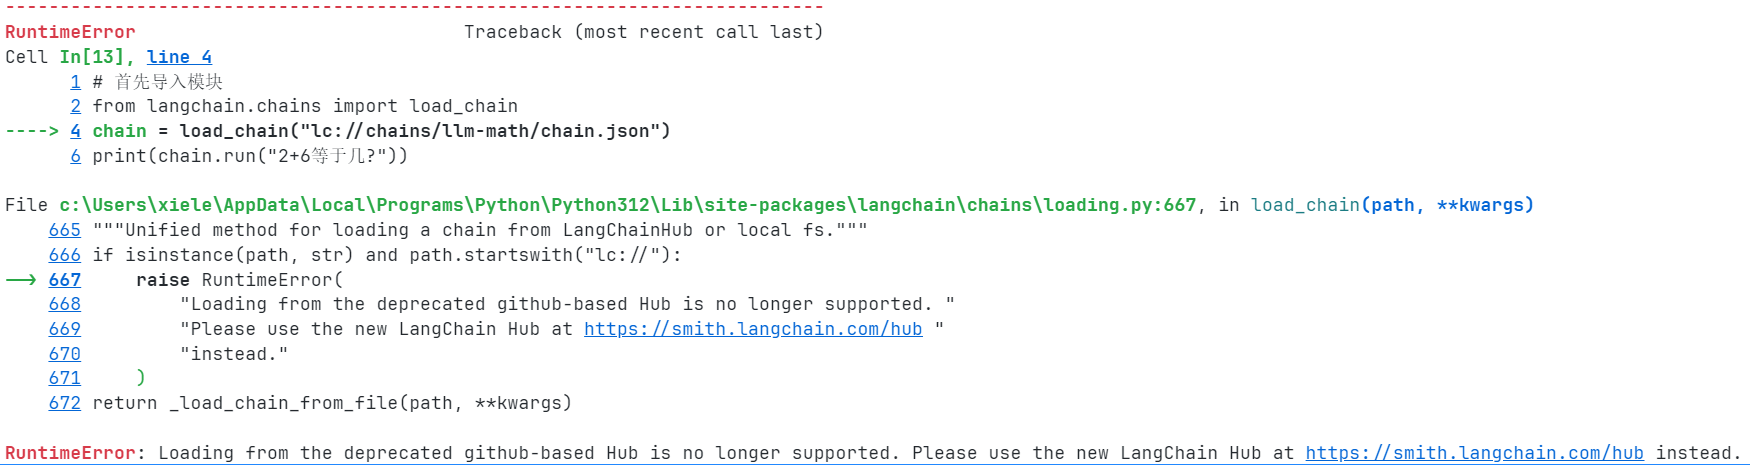 ---------------------------------------------------------------------------
RuntimeError                              Traceback (most recent call last)
Cell In[13], line 4
      1 # 首先导入模块
      2 from langchain.chains import load_chain
----> 4 chain = load_chain("lc://chains/llm-math/chain.json")
      6 print(chain.run("2+6等于几?"))

File c:\Users\xiele\AppData\Local\Programs\Python\Python312\Lib\site-packages\langchain\chains\loading.py:667, in load_chain(path, **kwargs)
    665 """Unified method for loading a chain from LangChainHub or local fs."""
    666 if isinstance(path, str) and path.startswith("lc://"):
--> 667     raise RuntimeError(
    668         "Loading from the deprecated github-based Hub is no longer supported. "
    669         "Please use the new LangChain Hub at https://smith.langchain.com/hub "
    670         "instead."
    671     )
    672 return _load_chain_from_file(path, **kwargs)

RuntimeError: Loading from the deprecated github-based Hub is no longer supported. Please use the new LangChain Hub at https://smith.langchain.com/hub instead.